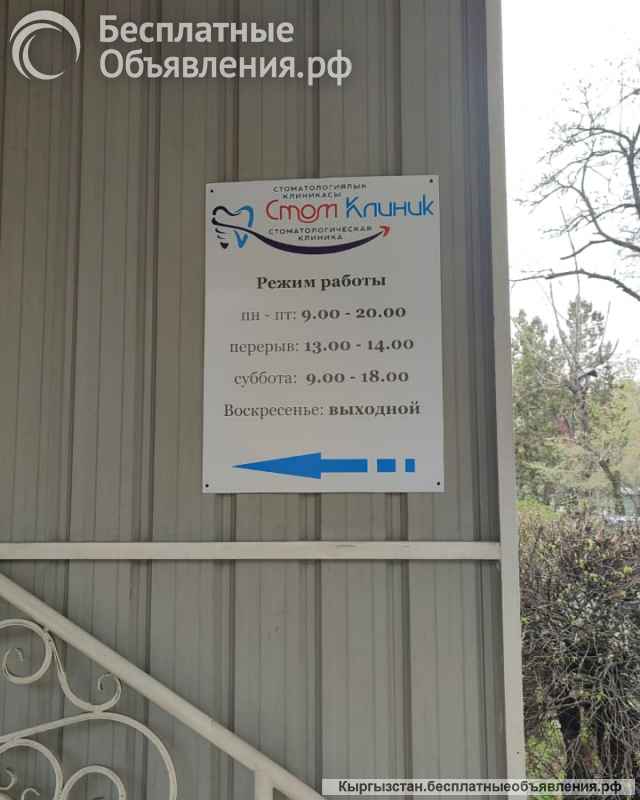 Бесплатные
Объявления.рф
СТОМАТОЛОГИЯЛЫК
КЛИНИКАСЫ
Стом Клиник
СТОМАТОЛОГИЧЕСКАЯ
КЛИНИКА
Режим работы
пн - пт: 9.00 - 20.00
перерыв: 13.00 - 14.00
суббота: 9.00 - 18.00
Воскресенье: выходной
Кыргызстан.бесплатныеобъявления.рф